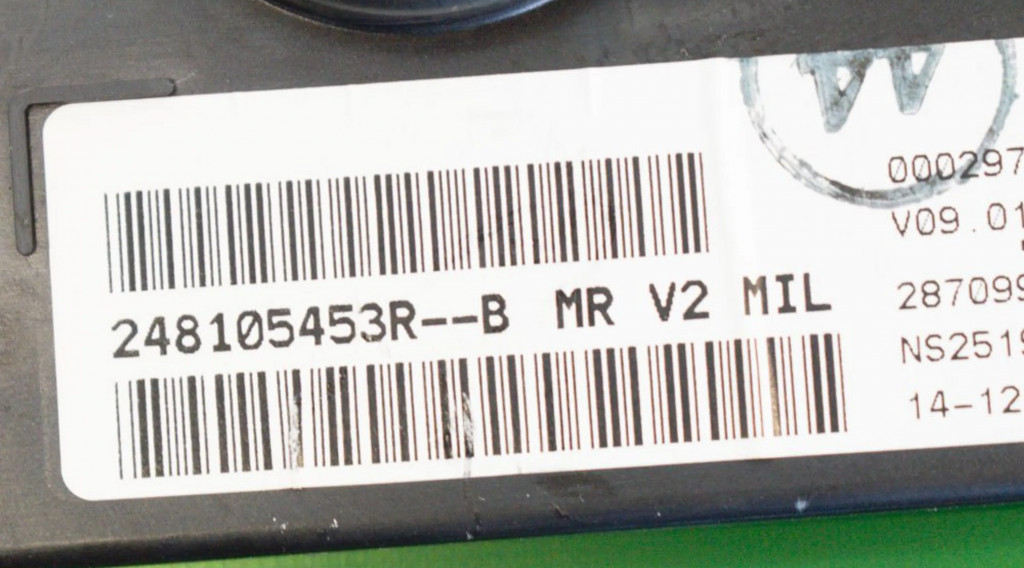 248105453R--B MR V2 MIL
000297
V09.01
287099
NS2519
14-12